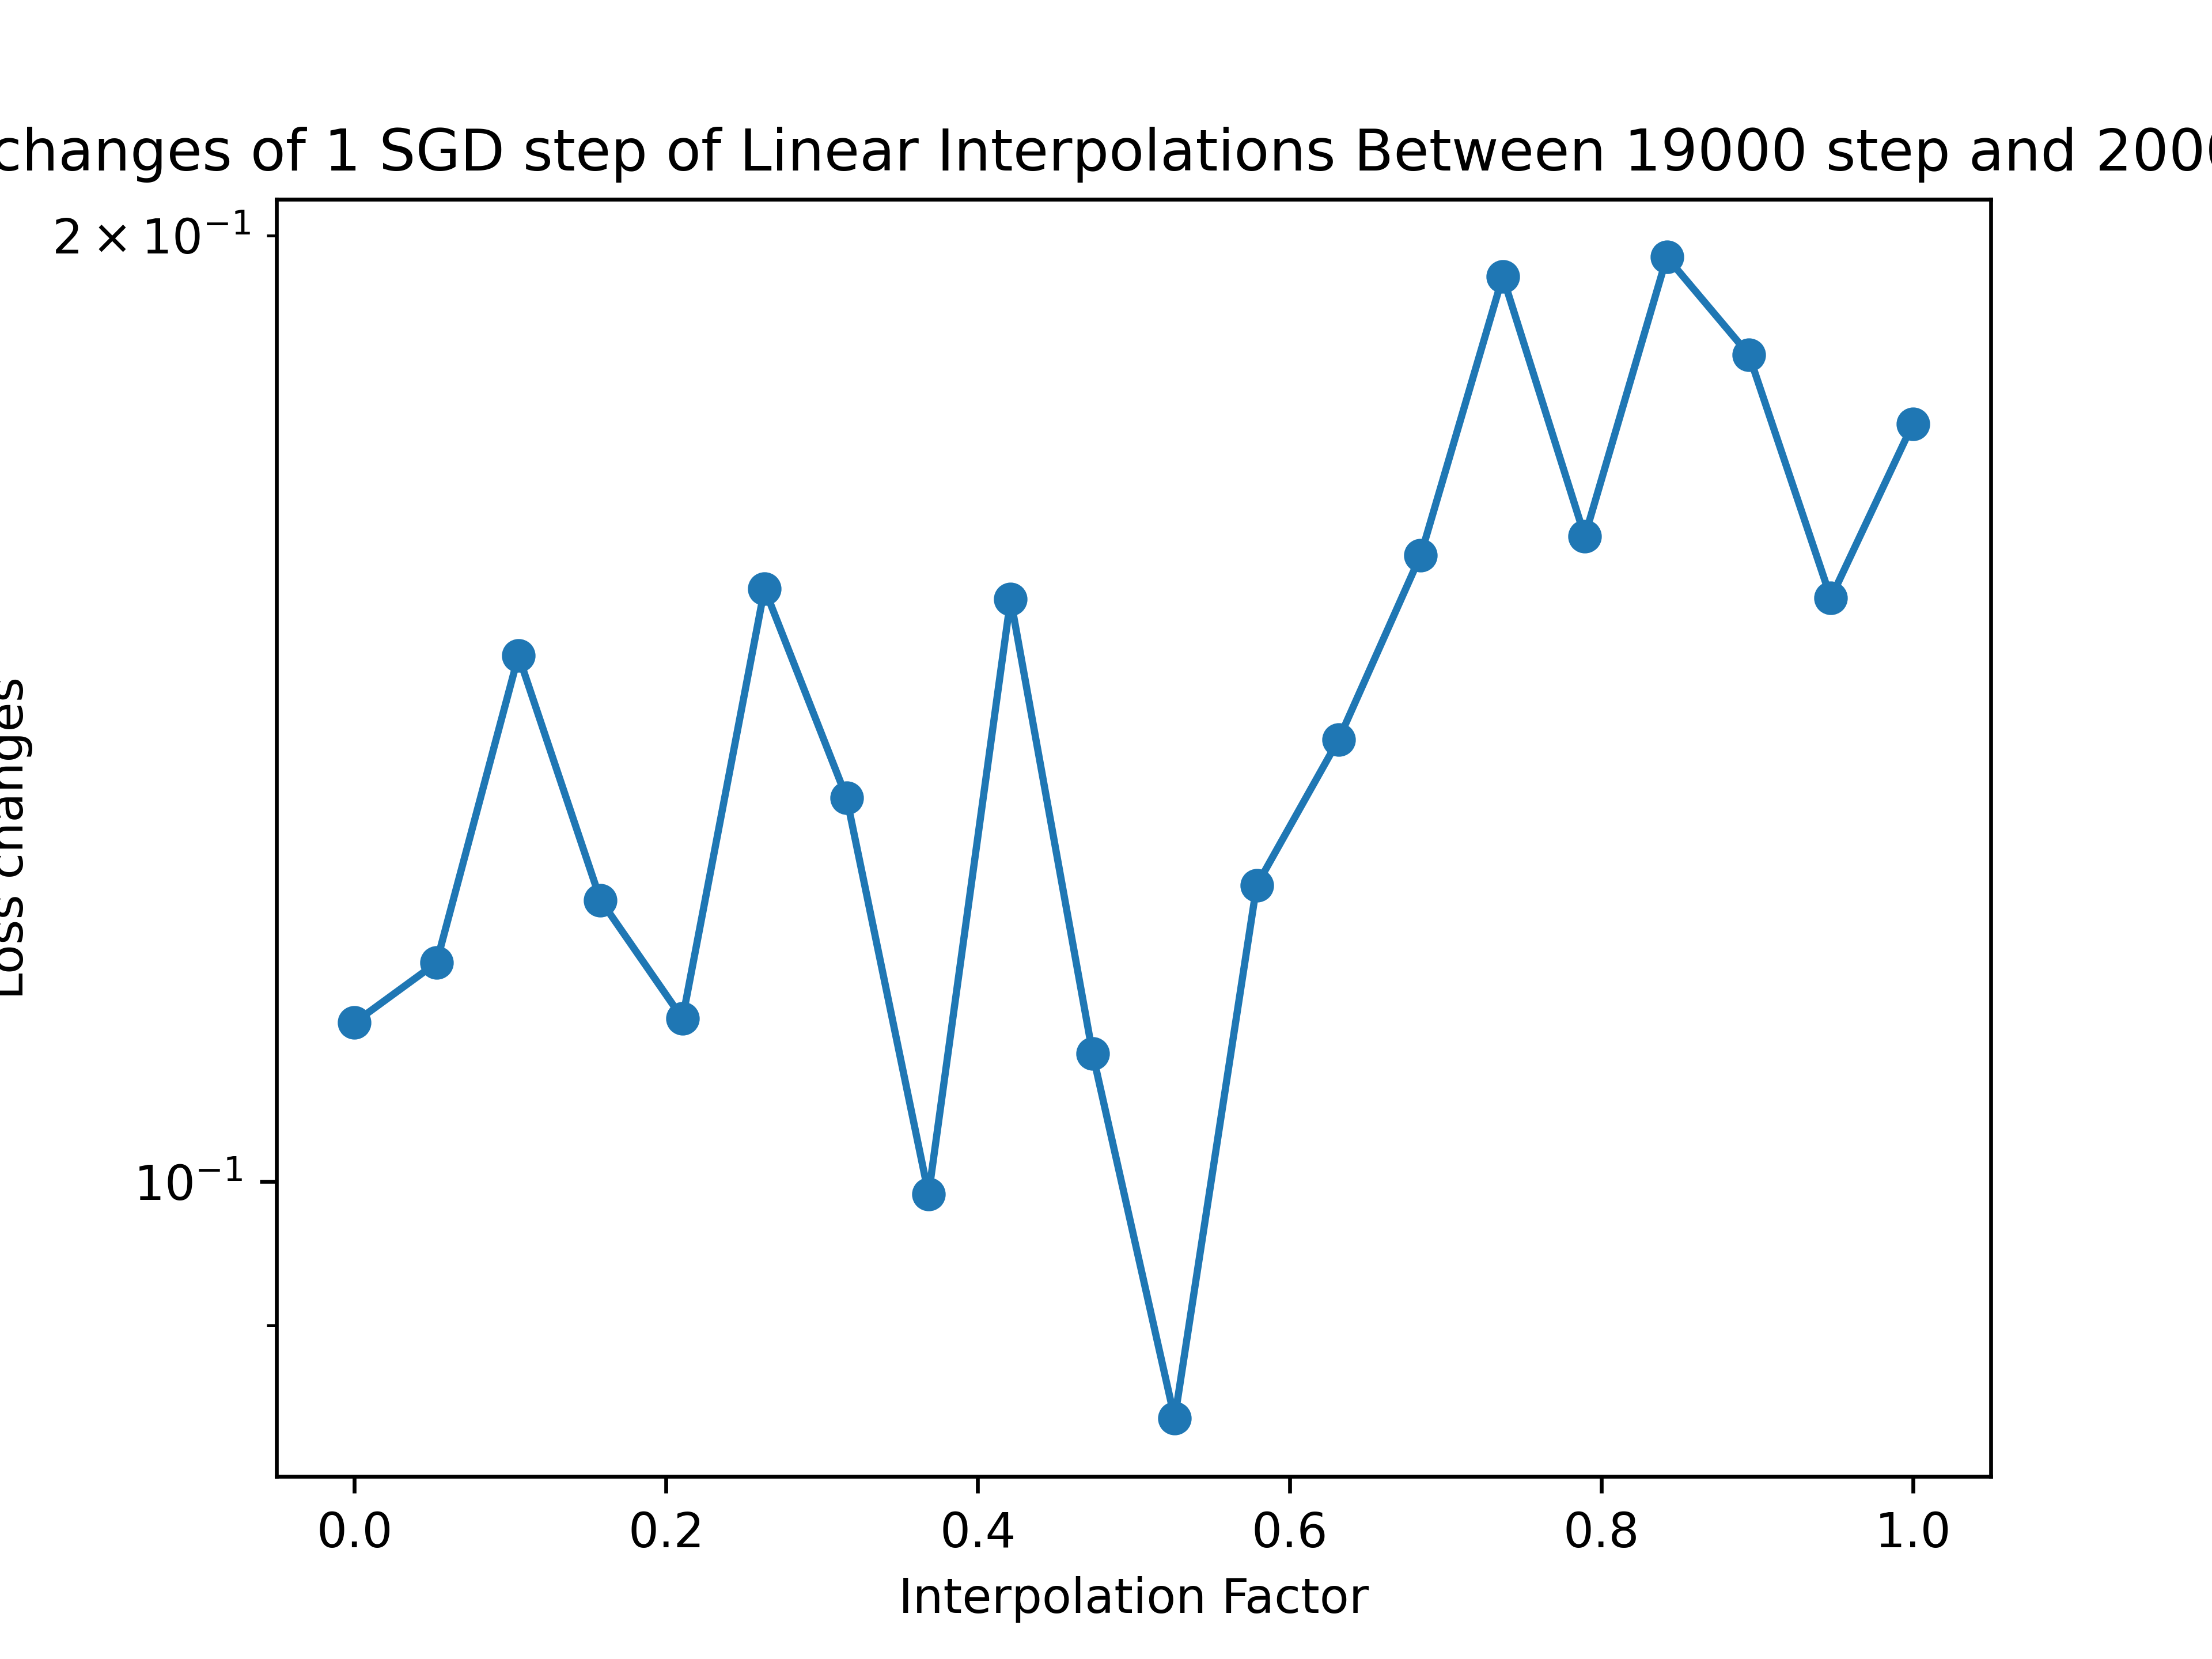 changes of 1 SGD step of Linear Interpolations Between 19000 step and 200
2 × 10⁻¹
10⁻¹
Loss changes
0.0 0.2 0.4 0.6 0.8 1.0
Interpolation Factor